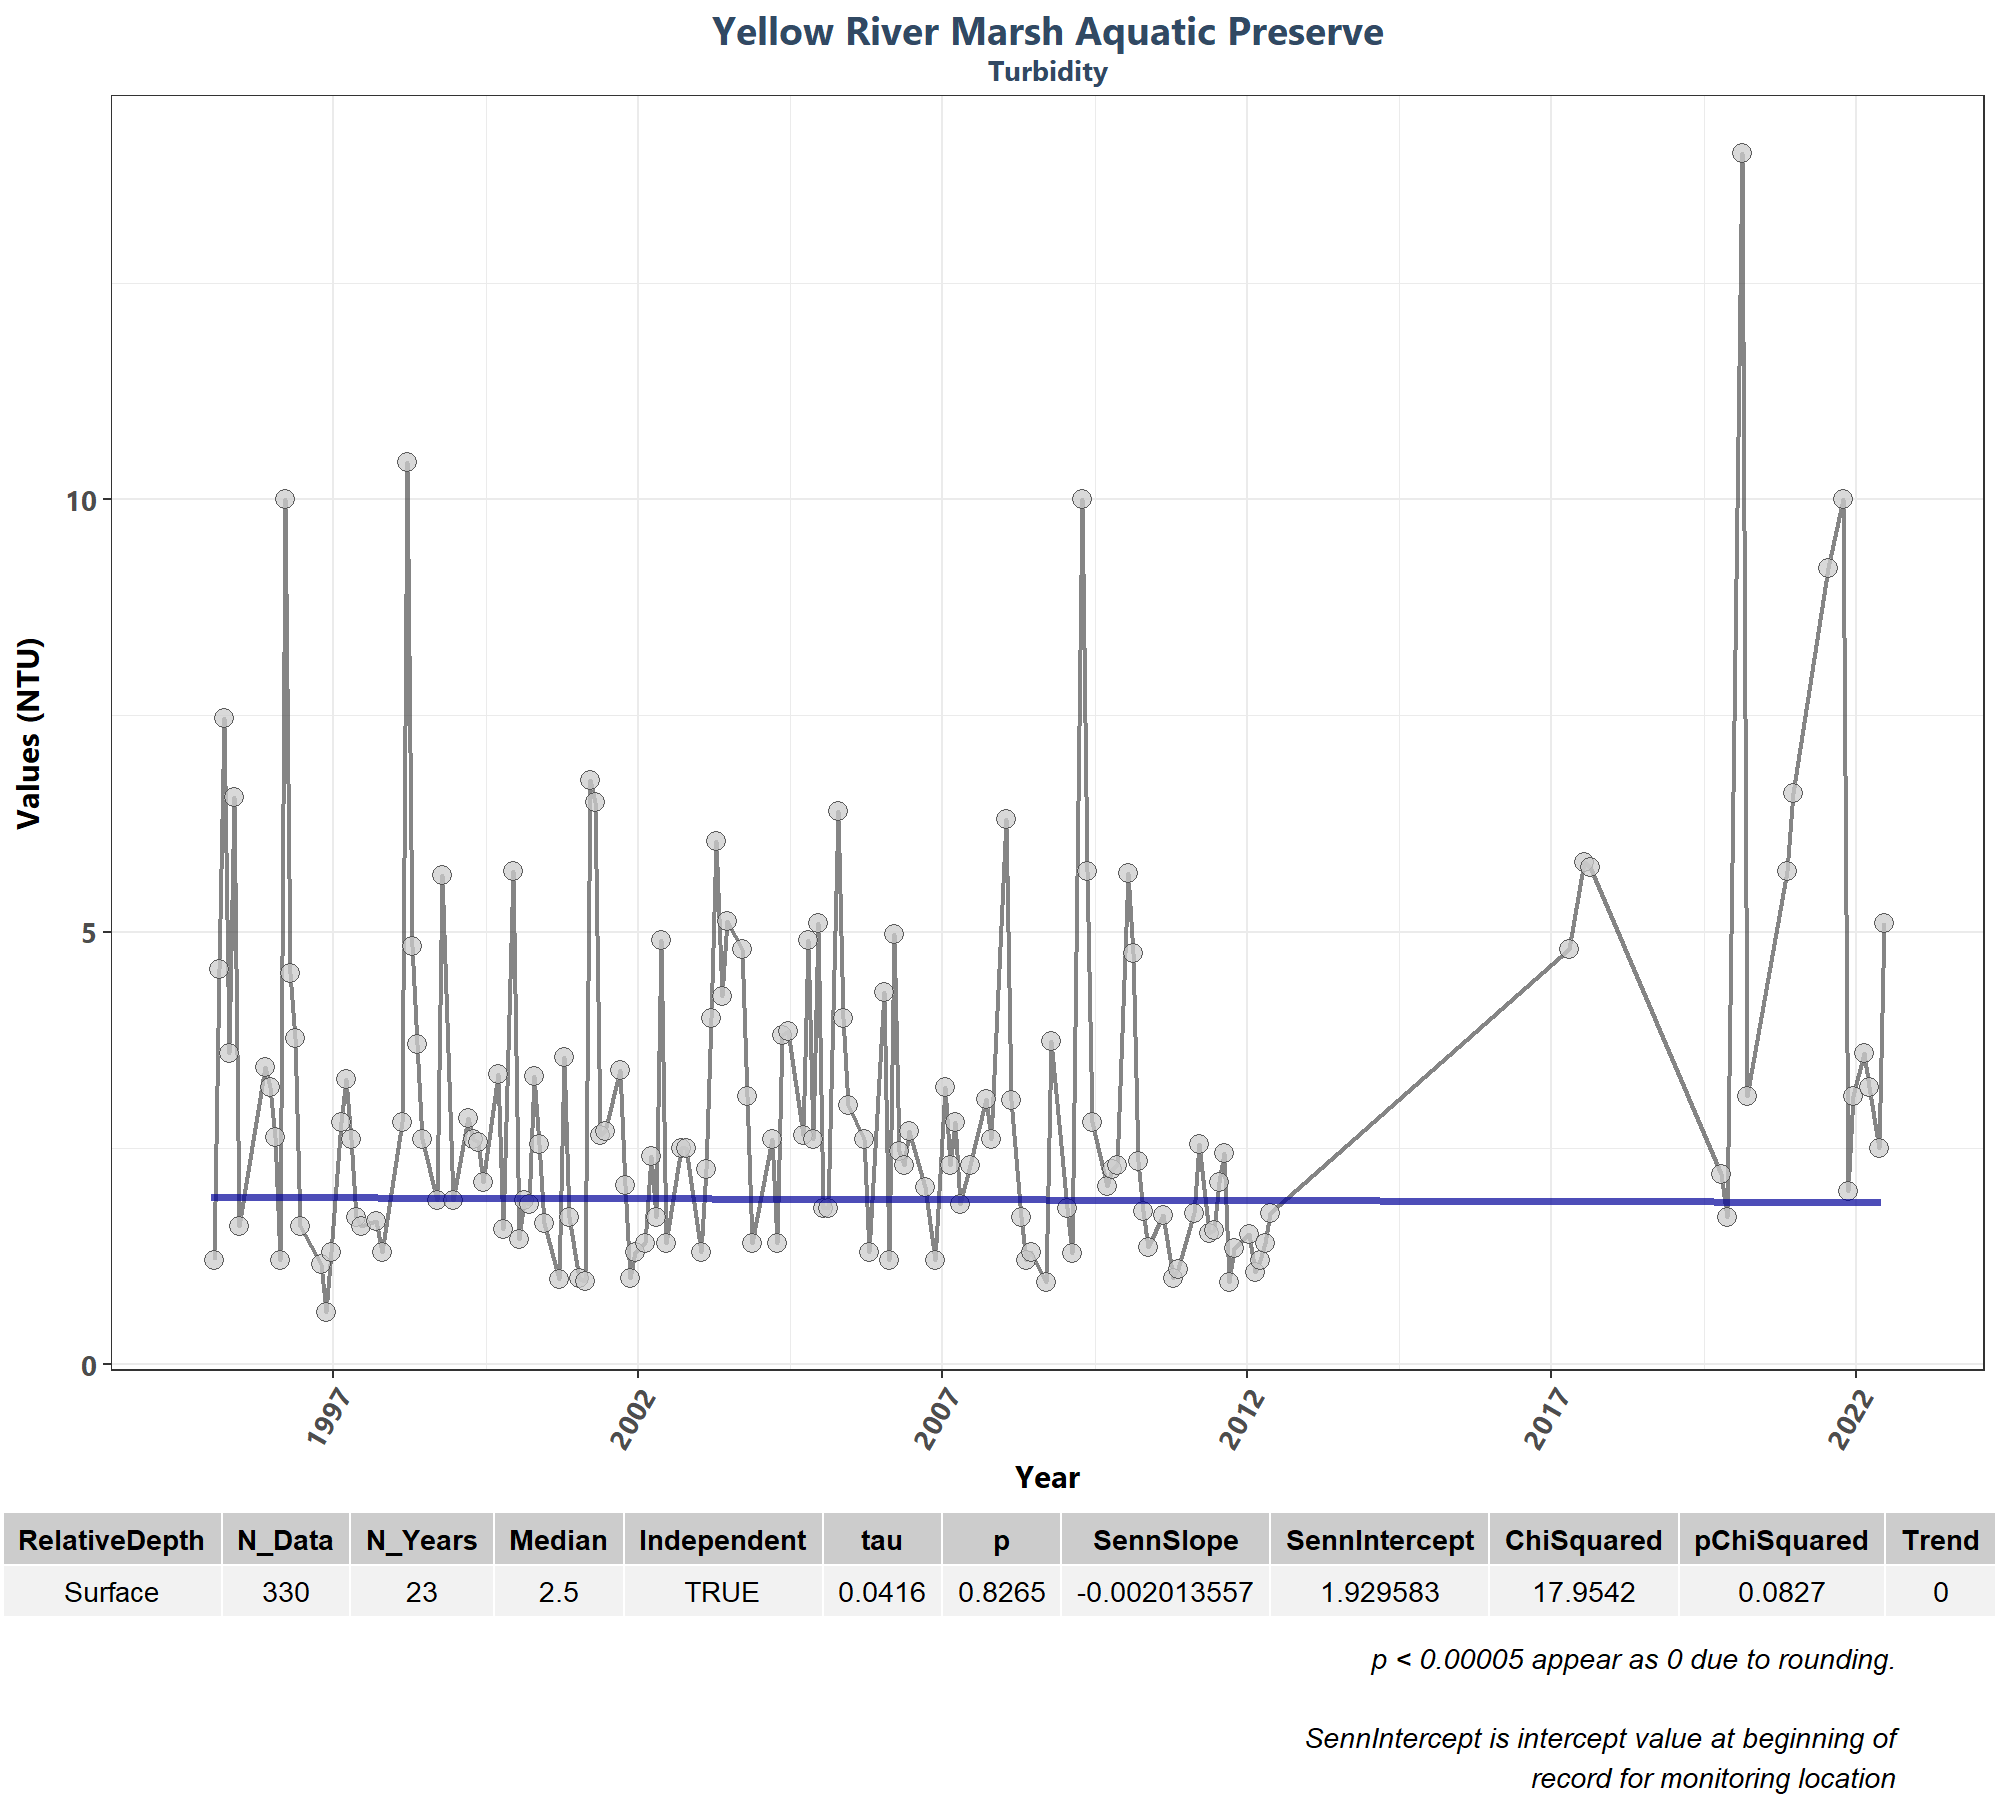 Yellow River Marsh Aquatic Preserve
Turbidity
Values (NTU)
10
5
0
1997 2002 2007 2012 2017 2022
Year
RelativeDepth N_Data N_Years Median Independent tau p SennSlope SennIntercept ChiSquared pChiSquared Trend
Surface 330 23 2.5 TRUE 0.0416 0.8265 -0.002013557 1.929583 17.9542 0.0827 0
p < 0.00005 appear as 0 due to rounding.
SennIntercept is intercept value at beginning of
record for monitoring location